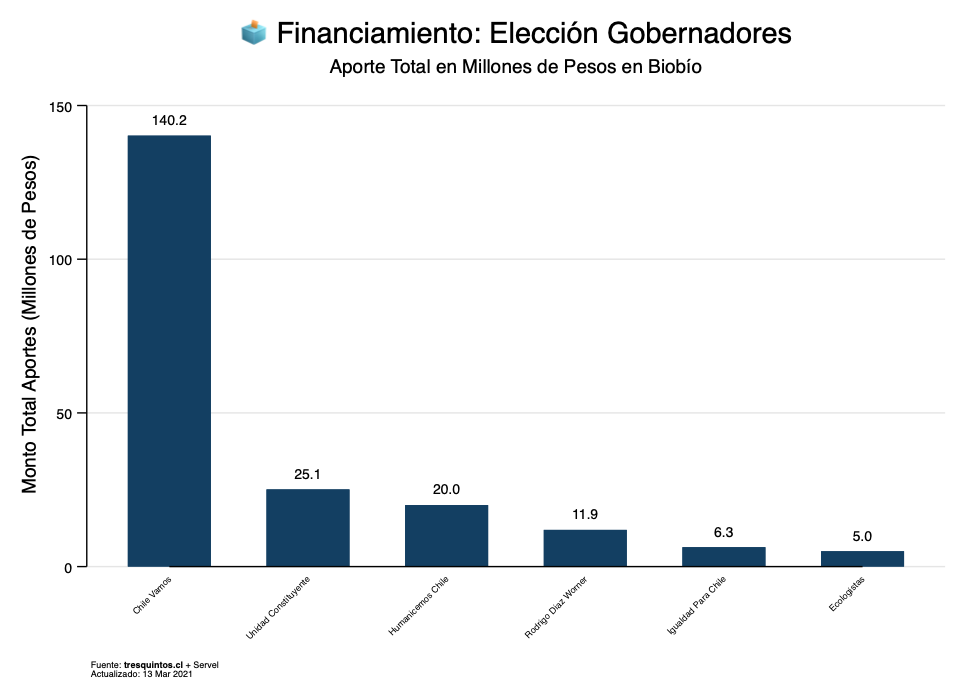 Financiamiento: Elección Gobernadores
Aporte Total en Millones de Pesos en Biobío
Monto Total Aportes (Millones de Pesos)
150
100
50
0
140.2
25.1
20.0
11.9
6.3
5.0
Chile Vamos
Unidad Constituyente
Humanicemos Chile
Rodrigo Diaz Worner
Igualdad Para Chile
Ecologistas
Fuente: tresquintos.cl + Servel
Actualizado: 13 Mar 2021